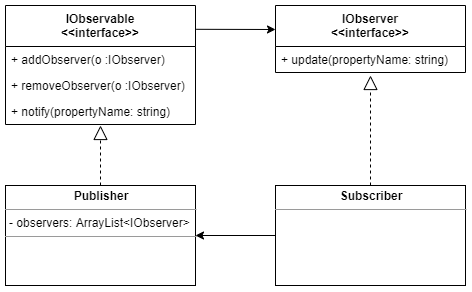 IObservable
<<interface>>
+ addObserver(o :IObserver)
+ removeObserver(o :IObserver)
+ notify(propertyName: string)
IObserver
<<interface>>
+ update(propertyName: string)
Publisher
- observers: ArrayList<IObserver>
Subscriber